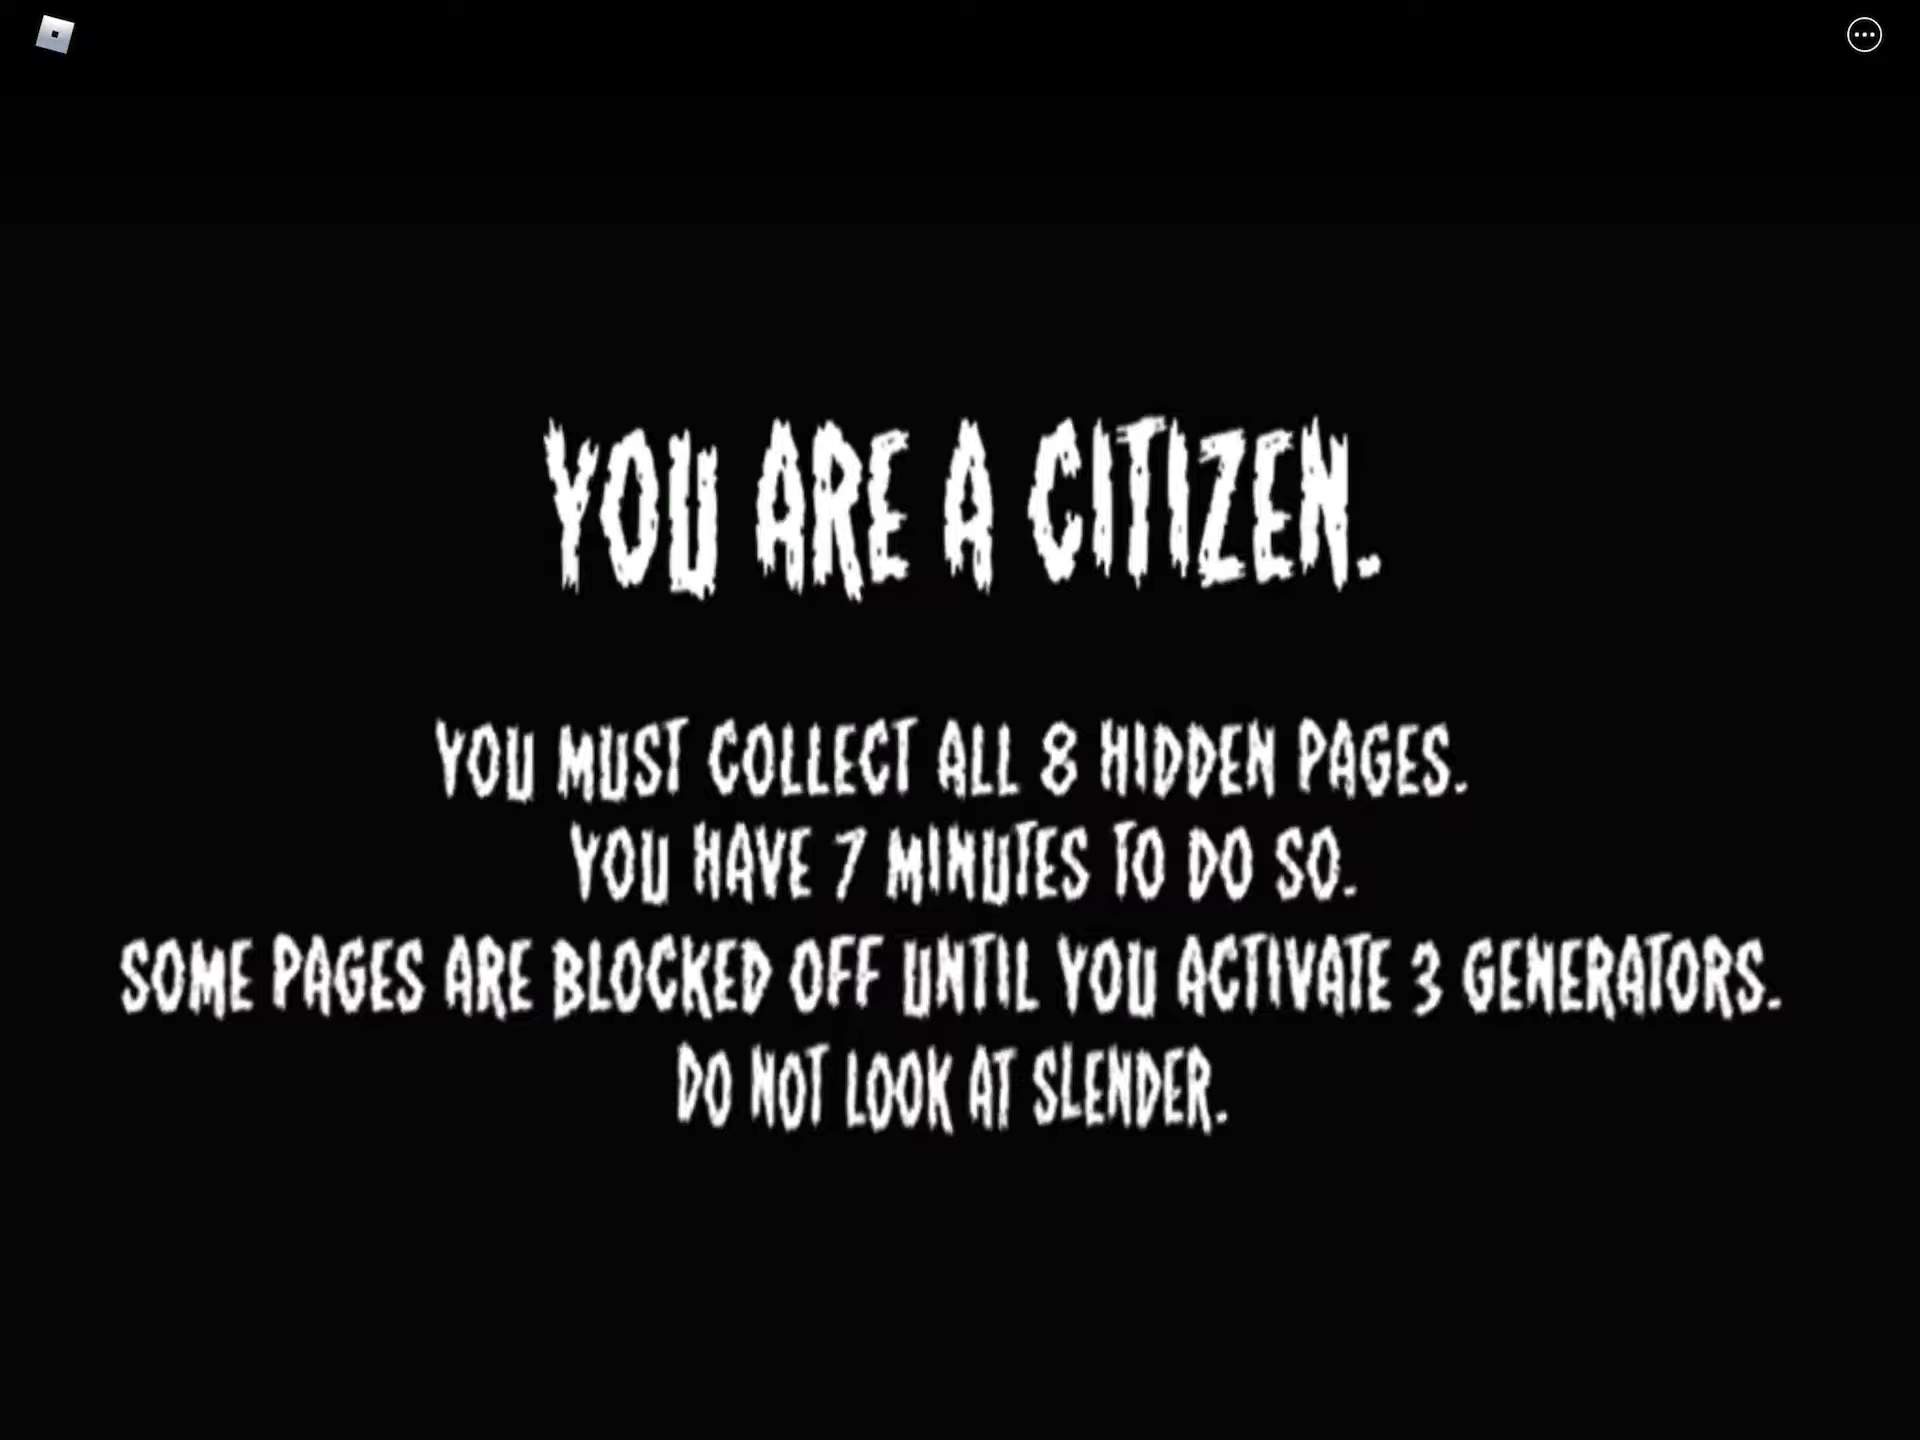 YOU ARE A CITIZEN.
YOU MUST COLLECT ALL 8 HIDDEN PAGES.
YOU HAVE 7 MINUTES TO DO SO.
SOME PAGES ARE BLOCKED OFF UNTIL YOU ACTIVATE 3 GENERATORS.
DO NOT LOOK AT SLENDER.